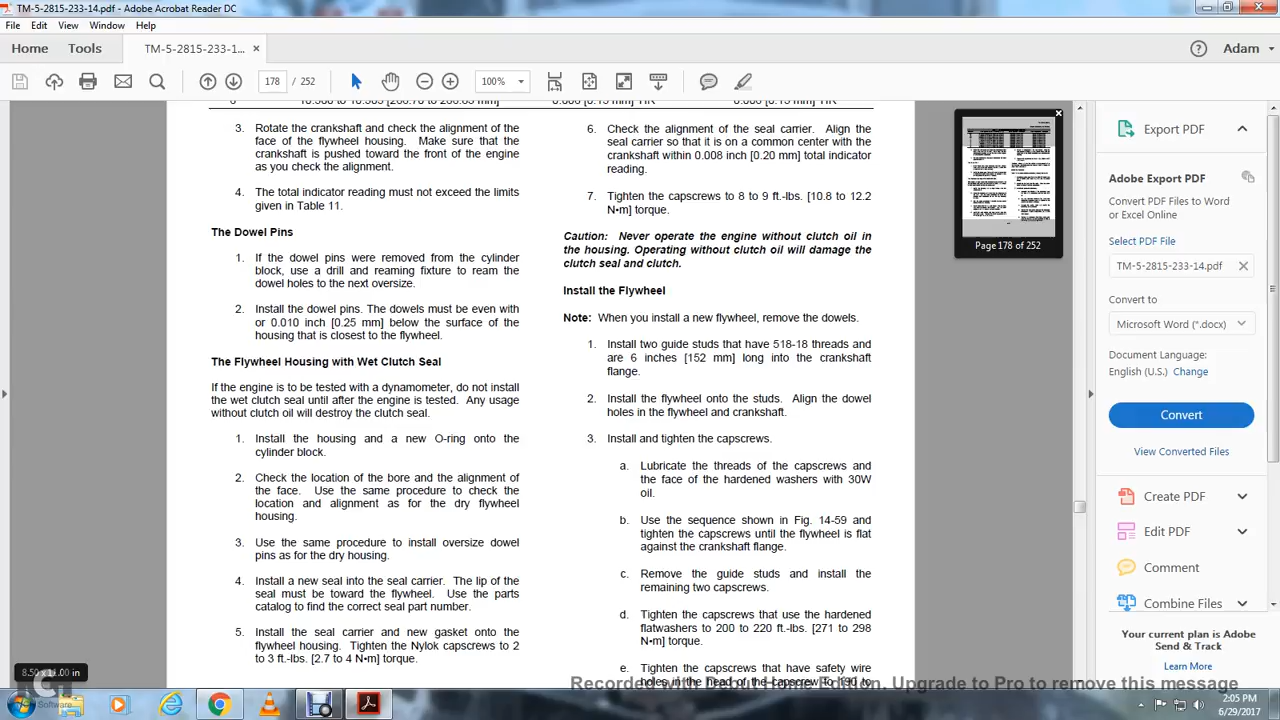 TM-5-2815-233-14.pdf - Adobe Acrobat Reader DC
File Edit View Window Help
Home Tools TM-5-2815-233-1... × Adam
178 / 252 100%
3. Rotate the crankshaft and check the alignment of the
face of the flywheel housing. Make sure that the
crankshaft is pushed toward the front of the engine
as you check the alignment.
4. The total indicator reading must not exceed the limits
given in Table 11.
The Dowel Pins
1. If the dowel pins were removed from the cylinder
block, use a drill and reaming fixture to ream the
dowel holes to the next oversize.
2. Install the dowel pins. The dowels must be even with
or 0.010 inch [0.25 mm] below the surface of the
housing that is closest to the flywheel.
The Flywheel Housing with Wet Clutch Seal
If the engine is to be tested with a dynamometer, do not install
the wet clutch seal until after the engine is tested. Any usage
without clutch oil will destroy the clutch seal.
1. Install the housing and a new O-ring onto the
cylinder block.
2. Check the location of the bore and the alignment of
the face. Use the same procedure to check the
location and alignment as for the dry flywheel
housing.
3. Use the same procedure to install oversize dowel
pins as for the dry housing.
4. Install a new seal into the seal carrier. The lip of the
seal must be toward the flywheel. Use the parts
catalog to find the correct seal part number.
5. Install the seal carrier and new gasket onto the
flywheel housing. Tighten the Nylok capscrews to 2
to 3 ft.-lbs. [2.7 to 4 N•m] torque.
6. Check the alignment of the seal carrier. Align the
seal carrier so that it is on a common center with the
crankshaft within 0.008 inch [0.20 mm] total indicator
reading.
7. Tighten the capscrews to 8 to 9 ft.-lbs. [10.8 to 12.2
N•m] torque.
Caution: Never operate the engine without clutch oil in
the housing. Operating without clutch oil will damage the
clutch seal and clutch.
Install the Flywheel
Note: When you install a new flywheel, remove the dowels.
1. Install two guide studs that have 518-18 threads and
are 6 inches [152 mm] long into the crankshaft
flange.
2. Install the flywheel onto the studs. Align the dowel
holes in the flywheel and crankshaft.
3. Install and tighten the capscrews.
a. Lubricate the threads of the capscrews and
the face of the hardened washers with 30W
oil.
b. Use the sequence shown in Fig. 14-59 and
tighten the capscrews until the flywheel is flat
against the crankshaft flange.
c. Remove the guide studs and install the
remaining two capscrews.
d. Tighten the capscrews that use the hardened
flatwashers to 200 to 220 ft.-lbs. [271 to 298
N•m] torque.
e. Tighten the capscrews that have safety wire
holes in the head of the capscrew to 190 to
Page 178 of 252
Export PDF
Adobe Export PDF
Convert PDF Files to Word
or Excel Online
Select PDF File
TM-5-2815-233-14.pdf
Convert to
Microsoft Word (*.docx)
Document Language:
English (U.S.) Change
Convert
View Converted Files
Create PDF
Edit PDF
Comment
Combine Files
Your current plan is Adobe
Send & Track
Learn More
8.50 x 11.00 in
Software
Upgrade to Pro to remove this message
2:05 PM
6/29/2017